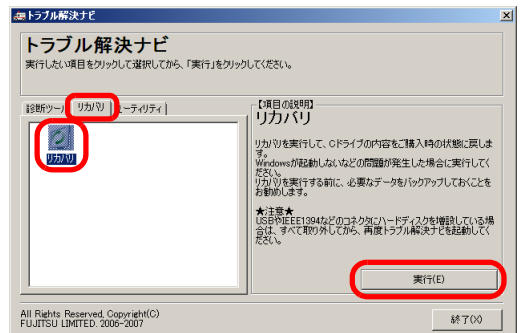 トラブル解決ナビ
トラブル解決ナビ
実行したい項目をクリックして選択してから、「実行」をクリックしてください。
診断ツール
リカバリ
ユーティリティ
リカバリ
【項目の説明】
リカバリ
リカバリを実行して、Cドライブの内容をご購入時の状態に戻しま
す。
Windowsが起動しないなどの問題が発生した場合に実行してく
ださい。
リカバリを実行する前に、必要なデータをバックアップしておくことを
お勧めします。
★注意★
USBやIEEE1394などのコネクタにハードディスクを増設している場
合は、すべて取り外してから、再度トラブル解決ナビを起動してく
ださい。
実行(E)
All Rights Reserved, Copyright(C)
FUJITSU LIMITED. 2006-2007
終了(X)